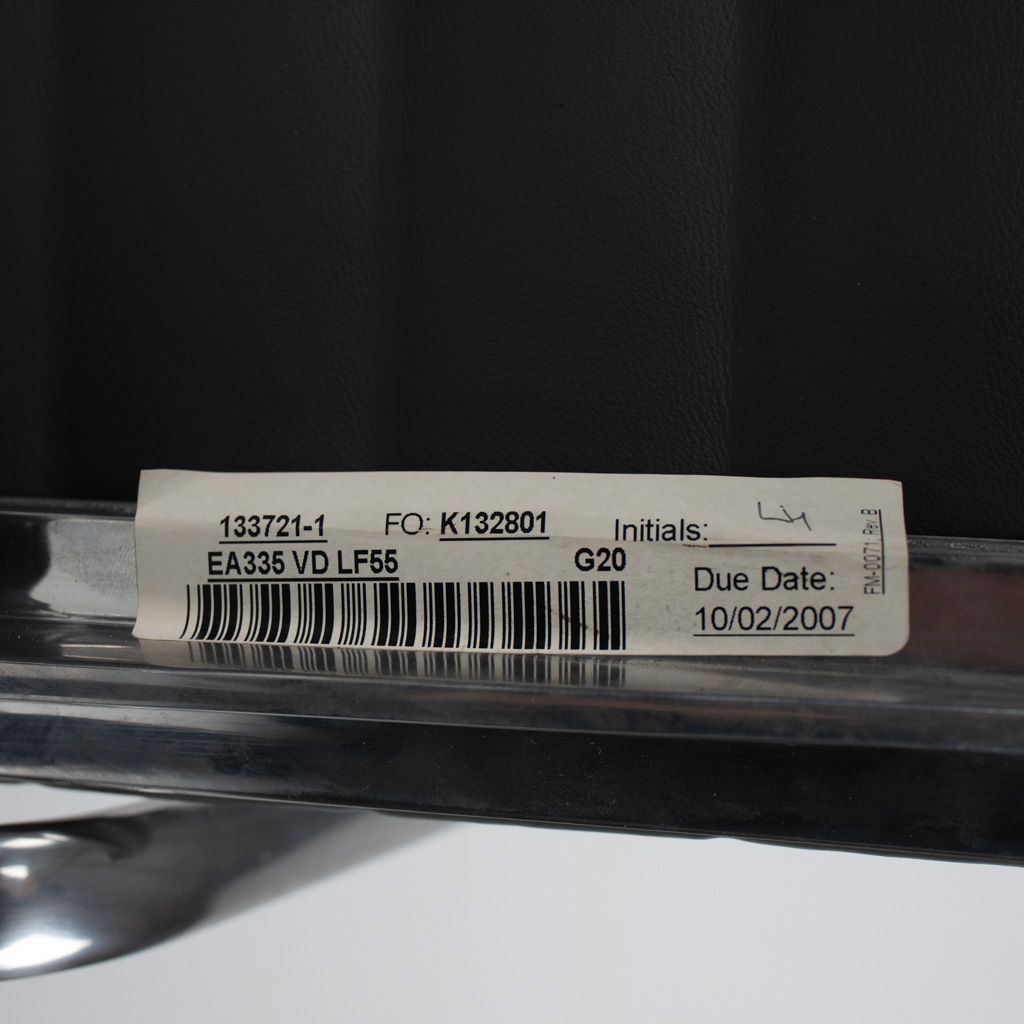 133721-1 FO: K132801 Initials:
EA335 VD LF55 G20
Due Date:
10/02/2007
FM-0071, Rev. B